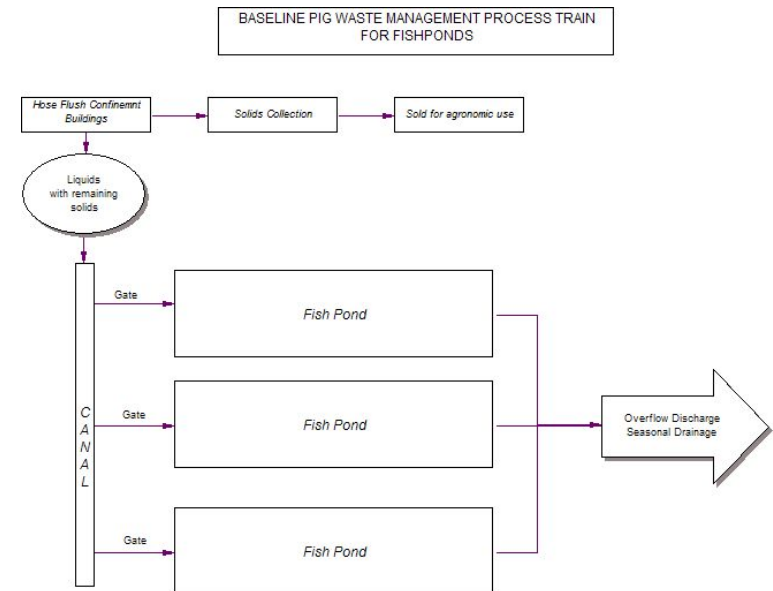 BASELINE PIG WASTE MANAGEMENT PROCESS TRAIN
FOR FISHPONDS
Hose Flush Confinemnt
Buildings
Solids Collection
Sold for agronomic use
Liquids
with remaining
solids
Gate
Fish Pond
CANAL
Gate
Fish Pond
Overflow Discharge
Seasonal Drainage
Gate
Fish Pond